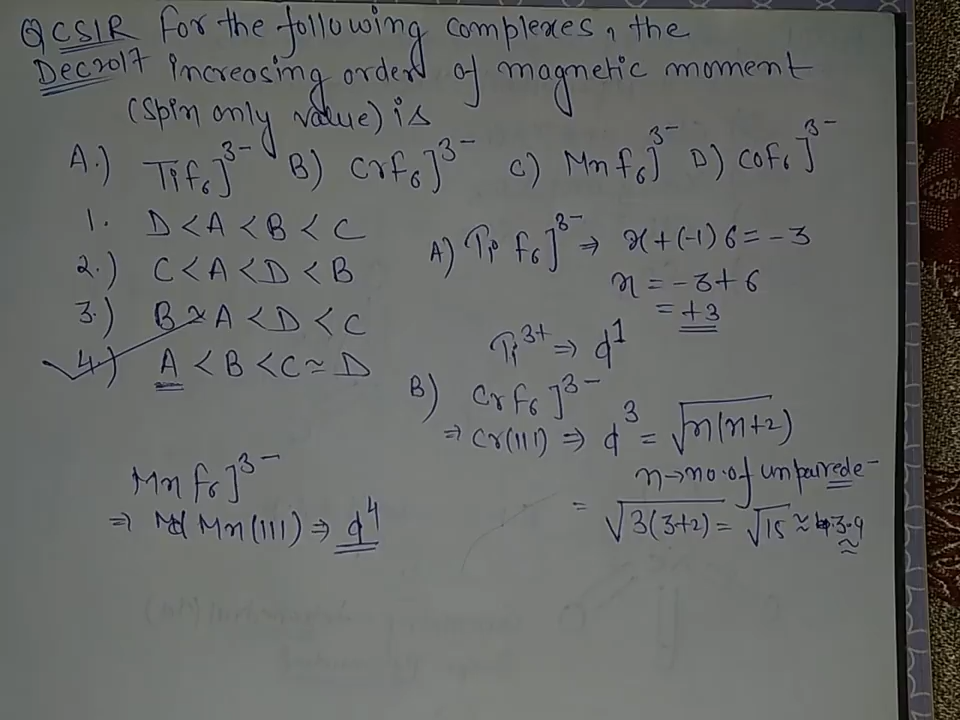 Q CSIR For the following complexes, the
Dec 2017 increasing order of magnetic moment
(spin only value) is
A.) TiF6]3- B) CrF6]3- C) MnF6]3- D) CoF6]3-
1. D < A < B < C
2.) C < A < D < B
3.) B < A < D < C
4.) A < B < C ≈ D
A) TiF6]3- ⇒ x + (-1) 6 = -3
x = -3 + 6
= +3
Ti3+ ⇒ d1
B) CrF6]3-
⇒ Cr(III) ⇒ d3 = √n(n+2)
n → no. of unpaired e-
= √3(3+2) = √15 ≈ 3.9
MnF6]3-
⇒ Mn(III) ⇒ d4